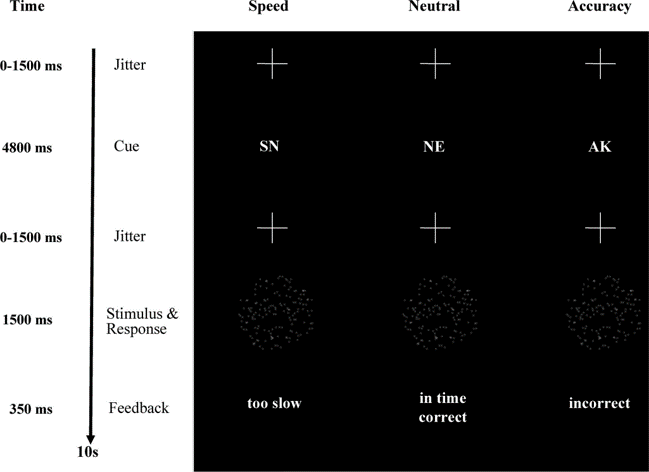 Time Speed Neutral Accuracy
0-1500 ms Jitter
4800 ms Cue SN NE AK
0-1500 ms Jitter
1500 ms Stimulus &
Response
350 ms Feedback too slow in time
correct incorrect
10s